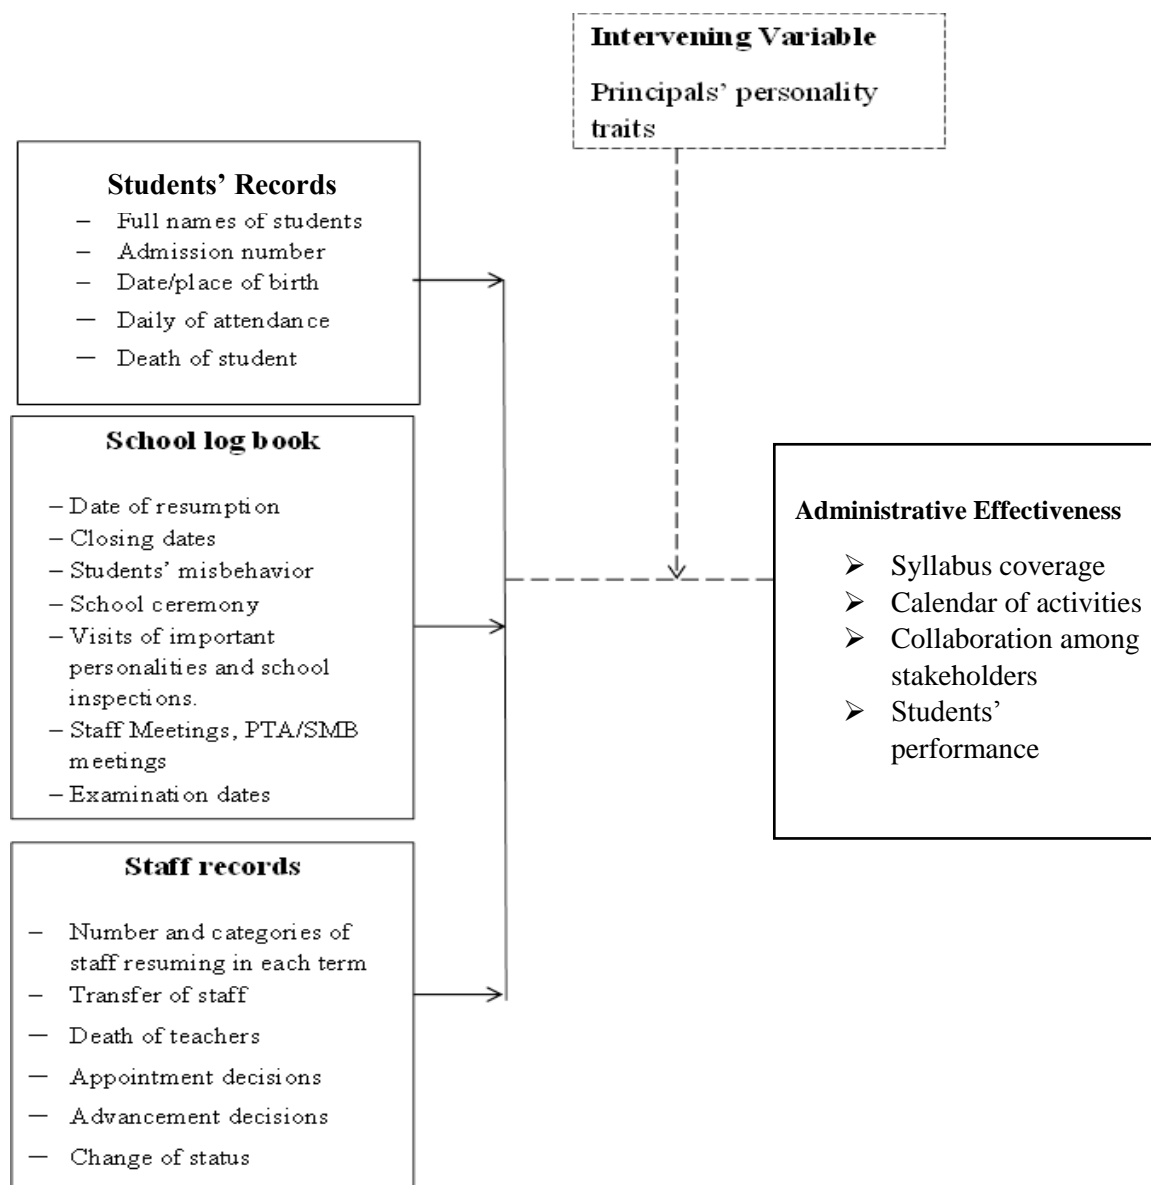 Intervening Variable
Principals’ personality
traits
Students’ Records
– Full names of students
– Admission number
– Date/place of birth
— Daily of attendance
— Death of student
School log book
– Date of resumption
– Closing dates
– Students’ misbehavior
– School ceremony
– Visits of important
personalities and school
inspections.
– Staff Meetings, PTA/SMB
meetings
– Examination dates
Administrative Effectiveness
➢ Syllabus coverage
➢ Calendar of activities
➢ Collaboration among
stakeholders
➢ Students’
performance
Staff records
– Number and categories of
staff resuming in each term
– Transfer of staff
— Death of teachers
— Appointment decisions
— Advancement decisions
— Change of status